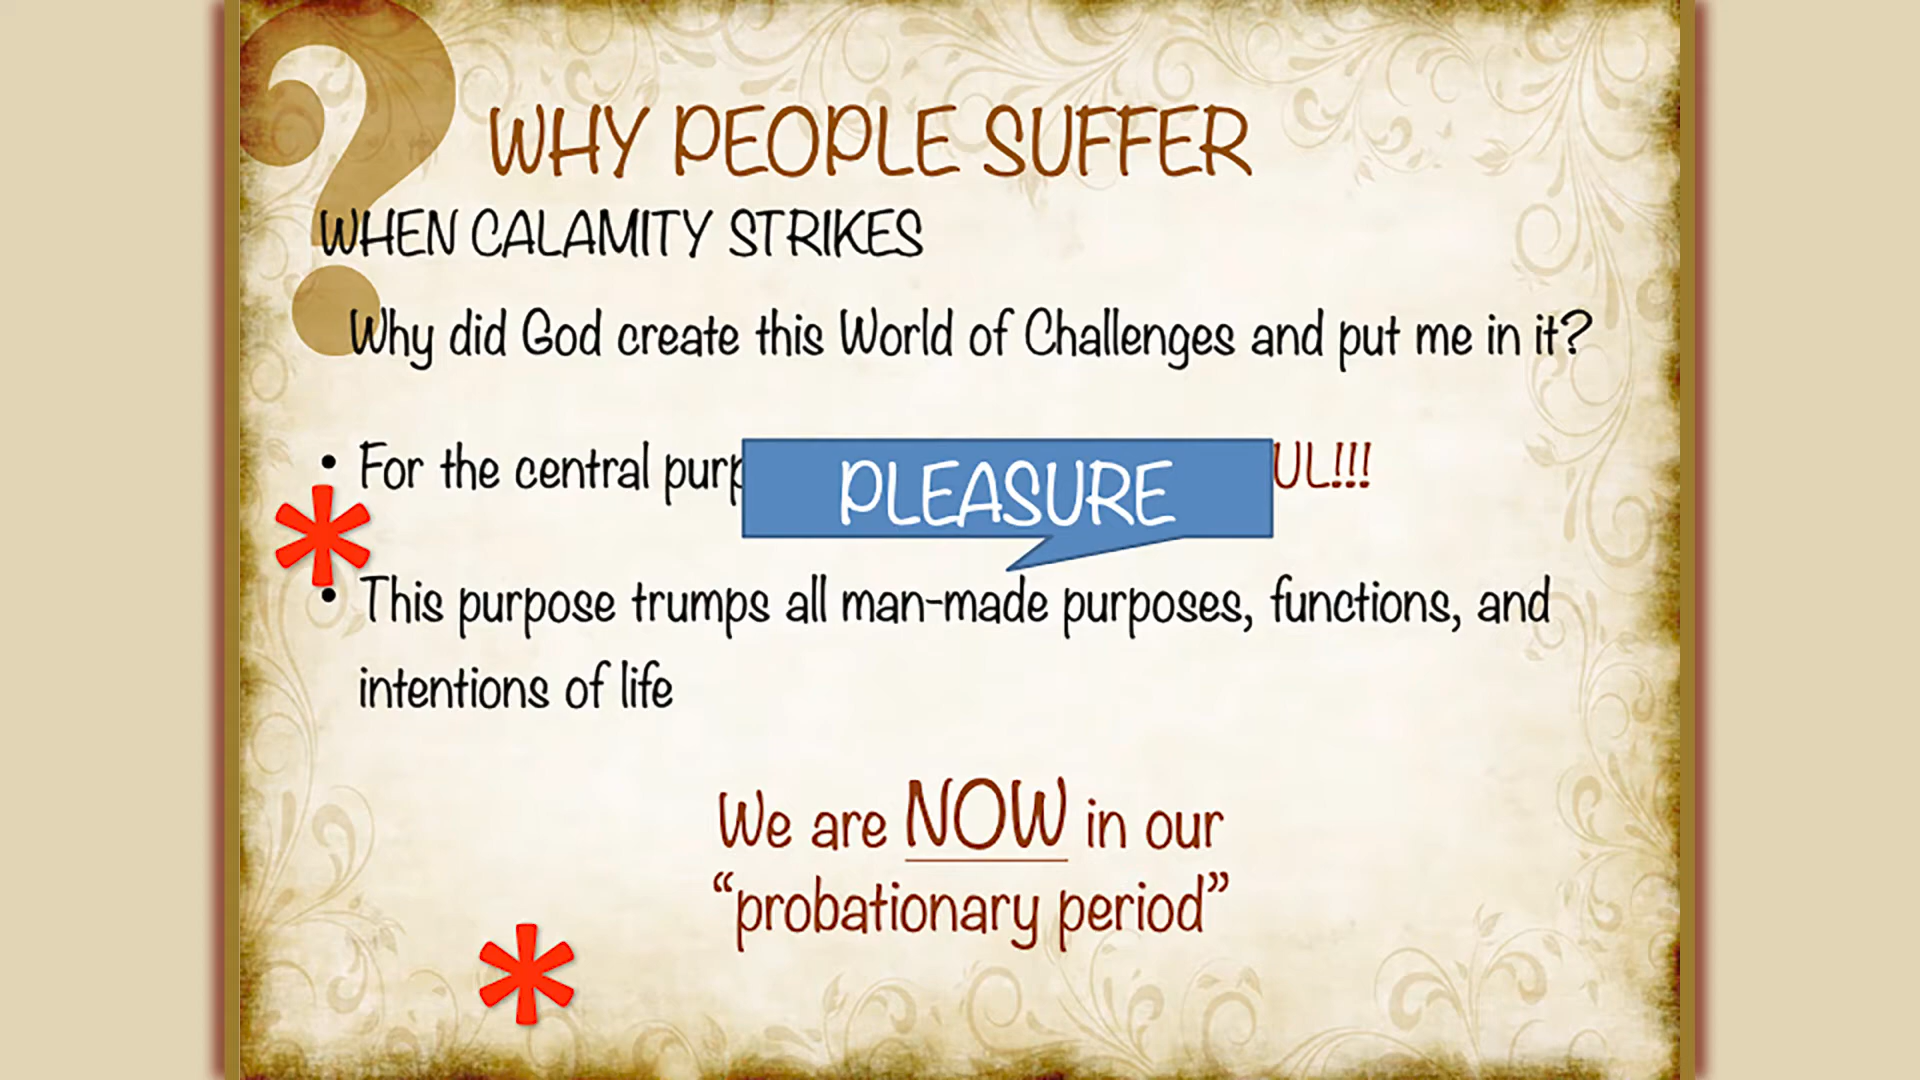 WHY PEOPLE SUFFER
WHEN CALAMITY STRIKES
Why did God create this World of Challenges and put me in it?
• For the central UL!!!
PLEASURE
• This purpose trumps all man-made purposes, functions, and
intentions of life
We are NOW in our
“probationary period”